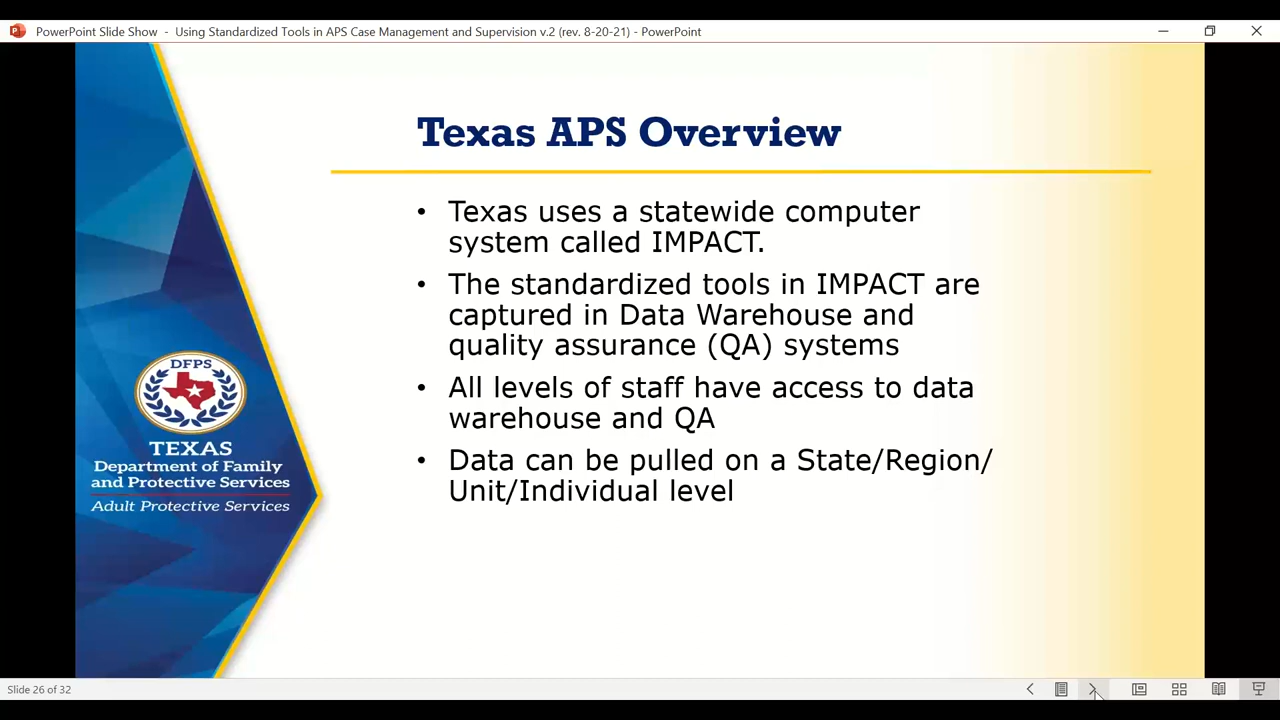 PowerPoint Slide Show - Using Standardized Tools in APS Case Management and Supervision v.2 (rev. 8-20-21) - PowerPoint
Texas APS Overview
• Texas uses a statewide computer
system called IMPACT.
• The standardized tools in IMPACT are
captured in Data Warehouse and
quality assurance (QA) systems
• All levels of staff have access to data
warehouse and QA
• Data can be pulled on a State/Region/
Unit/Individual level
DFPS
TEXAS
Department of Family
and Protective Services
Adult Protective Services
Slide 26 of 32